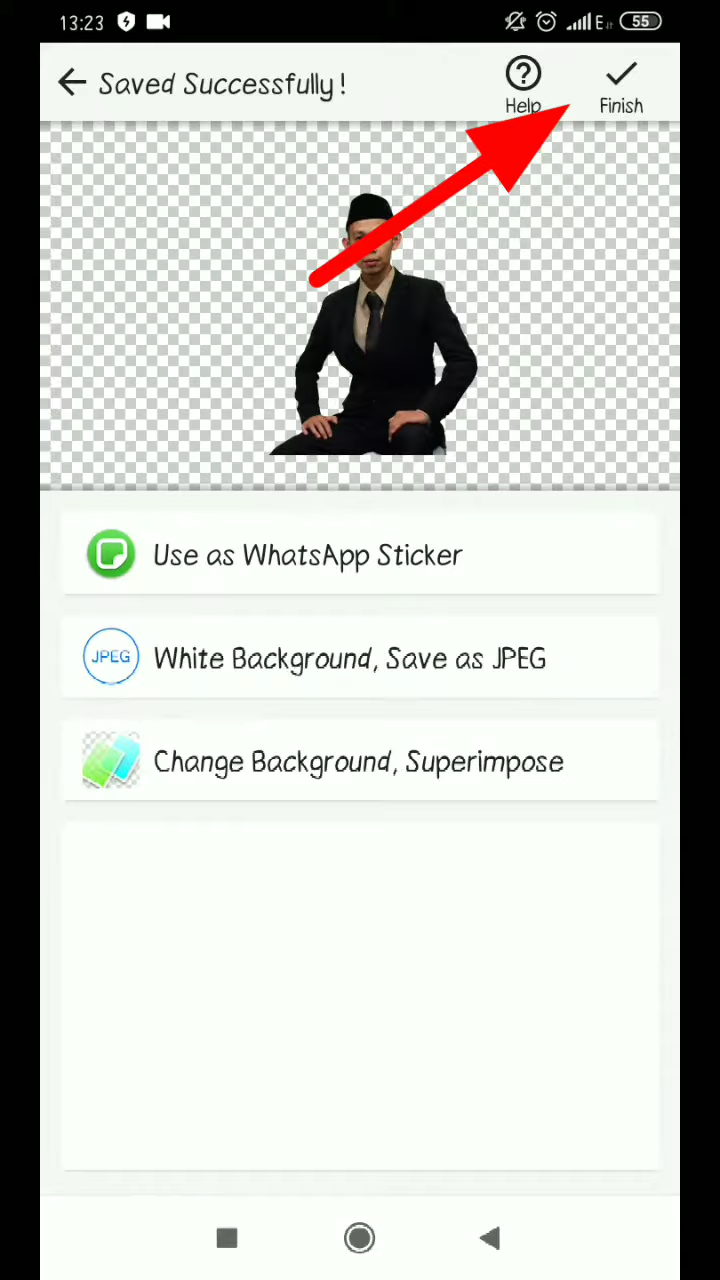 13:23
E
55
Saved Successfully!
Help
Finish
Use as WhatsApp Sticker
JPEG
White Background, Save as JPEG
Change Background, Superimpose